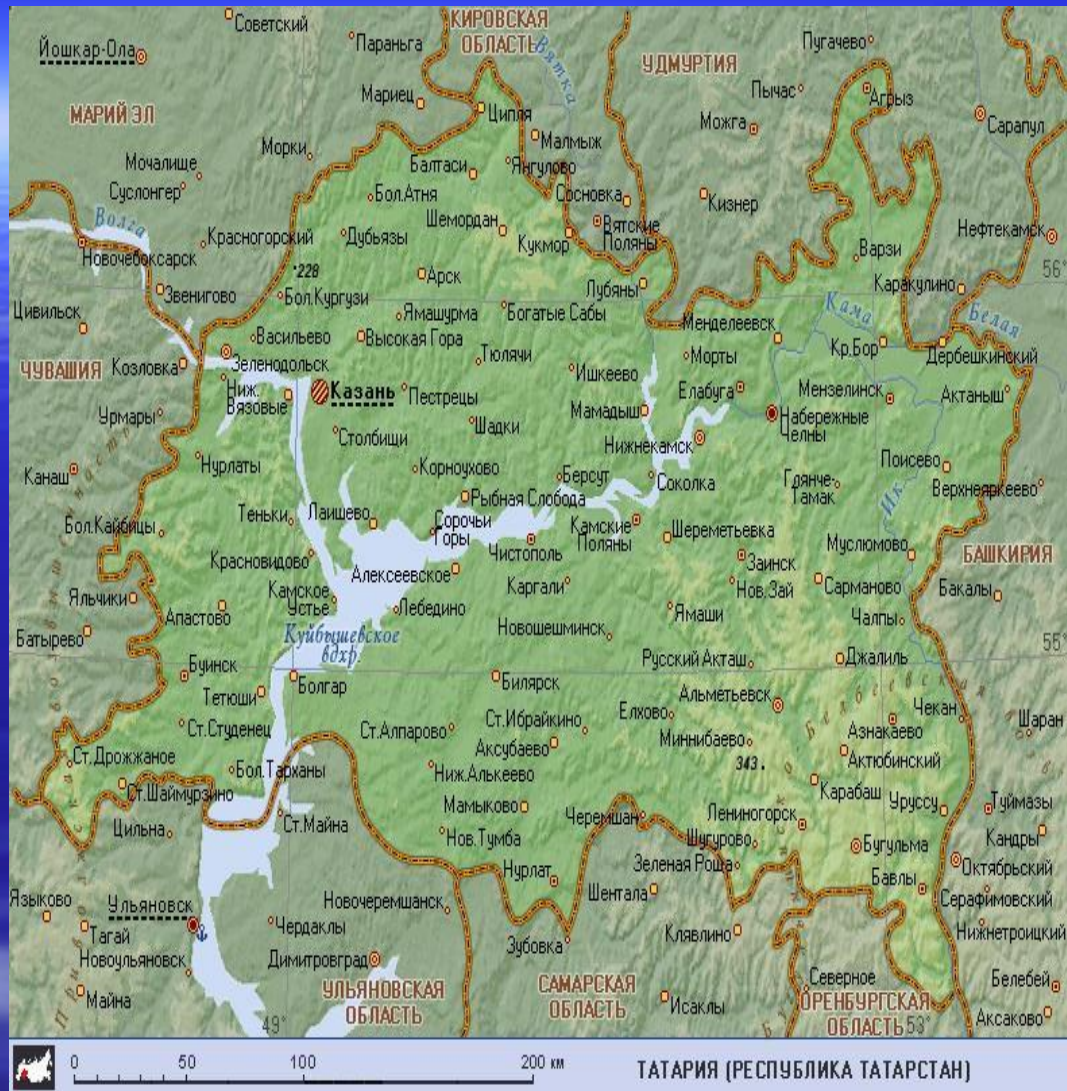 Советский
КИРОВСКАЯ
ОБЛАСТЬ
Параньга
Пугачево
Йошкар-Ола
Вятка
УДМУРТИЯ
Пычас
Агрыз
Мариец
МАРИЙ ЭЛ
Ципля
Можга
Сарапул
Малмыж
Морки
Янгулово
Мочалище
Балтаси
Суслонгер
Бол.Атня
Сосновка
Кизнер
Волга
Шемордан
Вятские
Поляны
Красногорский
Дубьязы
Кукмор
Нефтекамск
Новочебоксарск
Варзи
228
Арск
56°
Звенигово
Бол.Кургузи
Лубяны
Каракулино
Цивильск
Ямашурма
Богатые Сабы
Кама
Белая
Васильево
Высокая Гора
Менделеевск
ЧУВАШИЯ
Козловка
Зеленодольск
Тюлячи
Морты
Кр.Бор
Дербешкинский
Ишкеево
Ниж.
Вязовые
Казань
Пестрецы
Елабуга
Мензелинск
Актаныш
Урмары
Мамадыш
Набережные
Челны
Столбищи
Шадки
Нижнекамск
Канаш
Нурлаты
Корноухово
Берсут
Соколка
Глянче-
Тамак
Поисево
Верхнеяркеево
Ик
Рыбная Слобода
Теньки
Лаишево
Бол.Кайбицы
Сорочьи
Горы
Камские
Поляны
Шереметьевка
Чистополь
Муслюмово
БАШКИРИЯ
Красновидово
Заинск
Алексеевское
Каргали
Нов.Зай
Сарманово
Бакалы
Яльчики
Апастово
Камское
Устье
Лебедино
Ямаши
Чалпы
Батырево
Куйбышевское
вдхр.
Новошешминск
55°
Буинск
Русский Акташ
Джалиль
Тетюши
Болгар
Билярск
Альметьевск
Чекан
Ст.Студенец
Ст.Алпарово
Ст.Ибрайкино
Елхово
Азнакаево
Шаран
Аксубаево
Миннибаево
Ст.Дрожжаное
343
Актюбинский
Бол.Тарханы
Ниж.Алькеево
Ст.Шаймурзино
Карабаш
Мамыково
Уруссу
Туймазы
Цильна
Ст.Майна
Черемшан
Лениногорск
Нов.Тумба
Шугурово
Кандры
Бугульма
Зеленая Роща
Октябрьский
Нурлат
Шентала
Бавлы
Языково
Ульяновск
Новочеремшанск
Серафимовский
Тагай
Чердаклы
Клявлино
Нижнетроицкий
Зубовка
Новоульяновск
Димитровград
Северное
Белебей
Майна
УЛЬЯНОВСКАЯ
ОБЛАСТЬ
САМАРСКАЯ
ОБЛАСТЬ
Исаклы
ОРЕНБУРГСКАЯ
ОБЛАСТЬ
49°
53°
Аксаково
0 50 100 200 км
ТАТАРИЯ (РЕСПУБЛИКА ТАТАРСТАН)